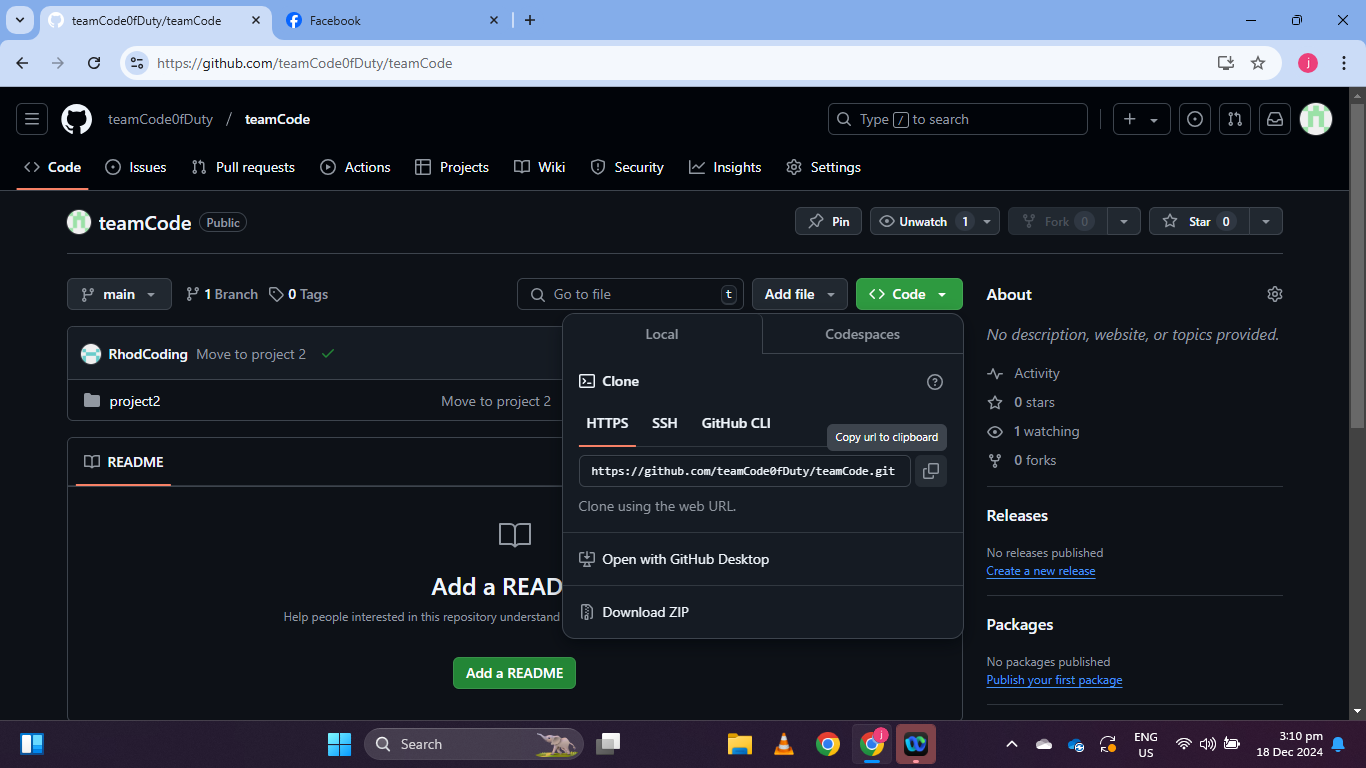 teamCode0fDuty/teamCode
Facebook
https://github.com/teamCode0fDuty/teamCode
j
teamCode0fDuty / teamCode
Type / to search
Code
Issues
Pull requests
Actions
Projects
Wiki
Security
Insights
Settings
teamCode Public
Pin
Unwatch 1
Fork 0
Star 0
main
1 Branch
0 Tags
Go to file t
Add file
Code
Local
Codespaces
Clone
HTTPS SSH GitHub CLI
Copy url to clipboard
https://github.com/teamCode0fDuty/teamCode.git
Clone using the web URL.
Open with GitHub Desktop
Download ZIP
RhodCoding Move to project 2
project2 Move to project 2
README
Add a READ
Help people interested in this repository understand
Add a README
About
No description, website, or topics provided.
Activity
0 stars
1 watching
0 forks
Releases
No releases published
Create a new release
Packages
No packages published
Publish your first package
Search
j
ENG
US
3:10 pm
18 Dec 2024